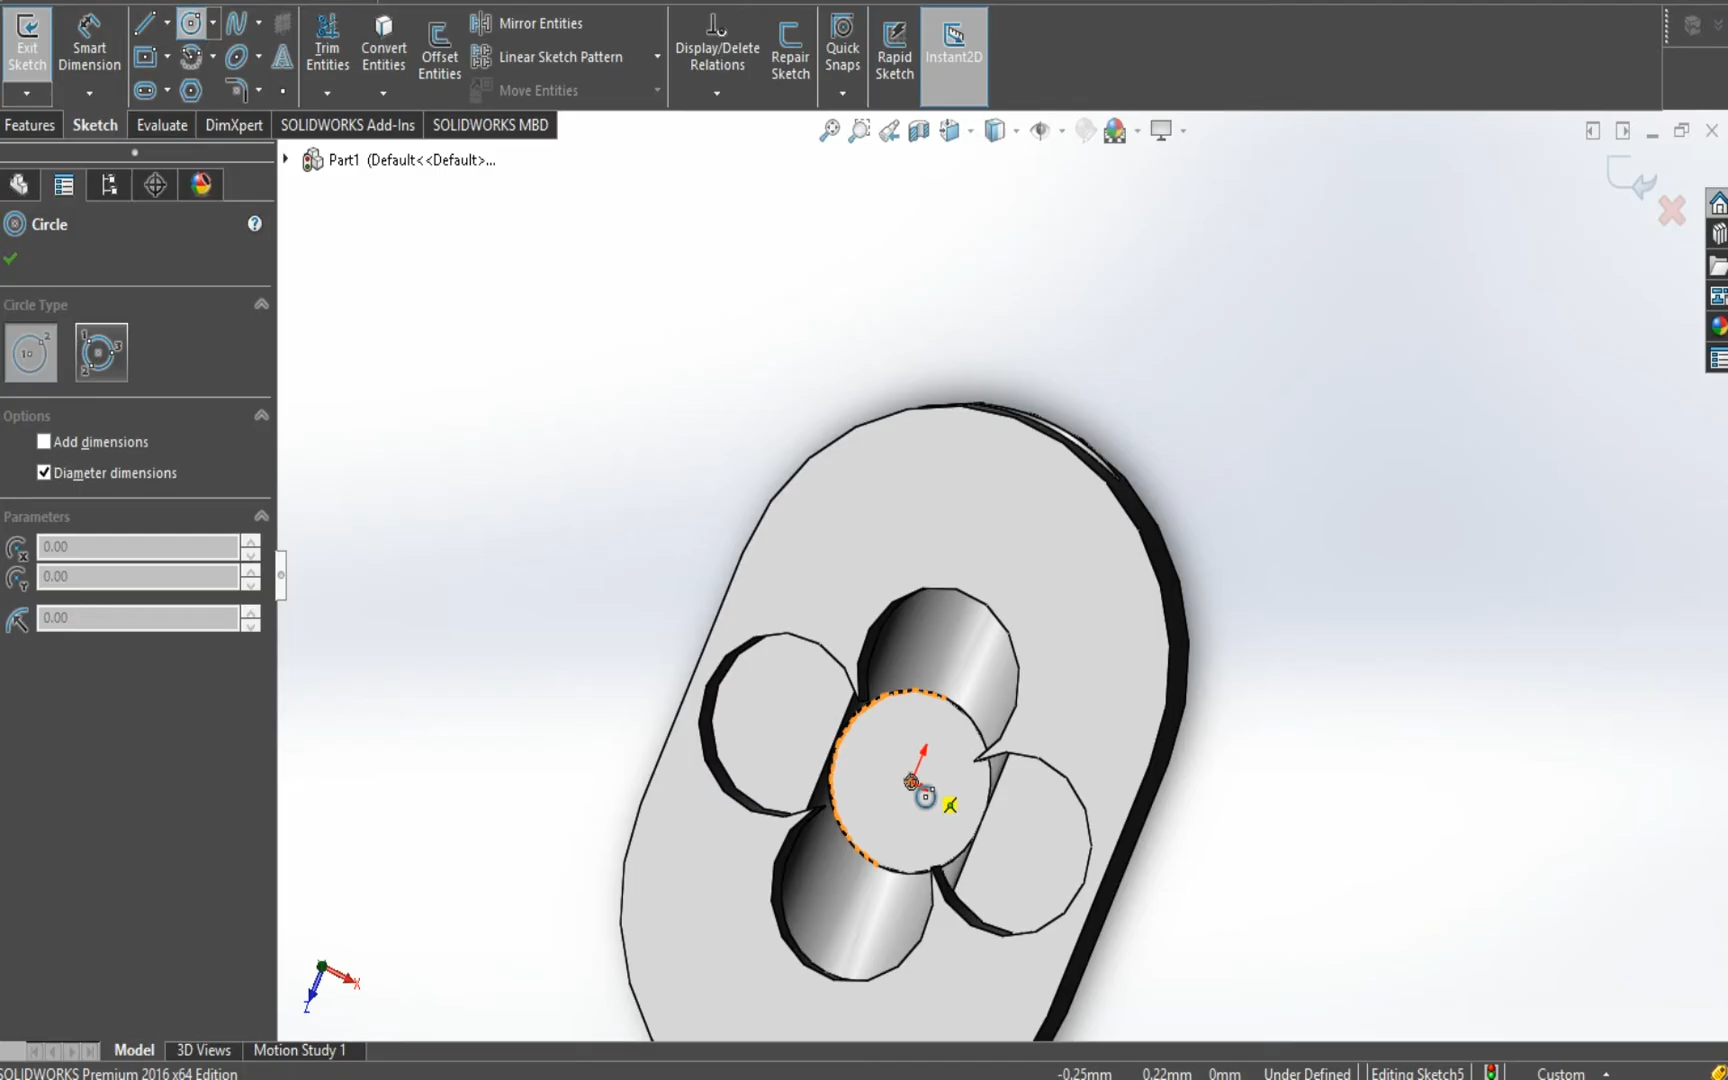 Exit Sketch
Smart Dimension
Trim Entities
Convert Entities
Offset Entities
Mirror Entities
Linear Sketch Pattern
Move Entities
Display/Delete Relations
Repair Sketch
Quick Snaps
Rapid Sketch
Instant2D
Features Sketch Evaluate DimXpert SOLIDWORKS Add-Ins SOLIDWORKS MBD
Part1 (Default<<Default>...
Circle
Circle Type
Options
Add dimensions
Diameter dimensions
Parameters
0.00
0.00
0.00
X
Z
Model 3D Views Motion Study 1
SOLIDWORKS Premium 2016 x64 Edition
-0.25mm 0.22mm 0mm Under Defined Editing Sketch5 Custom